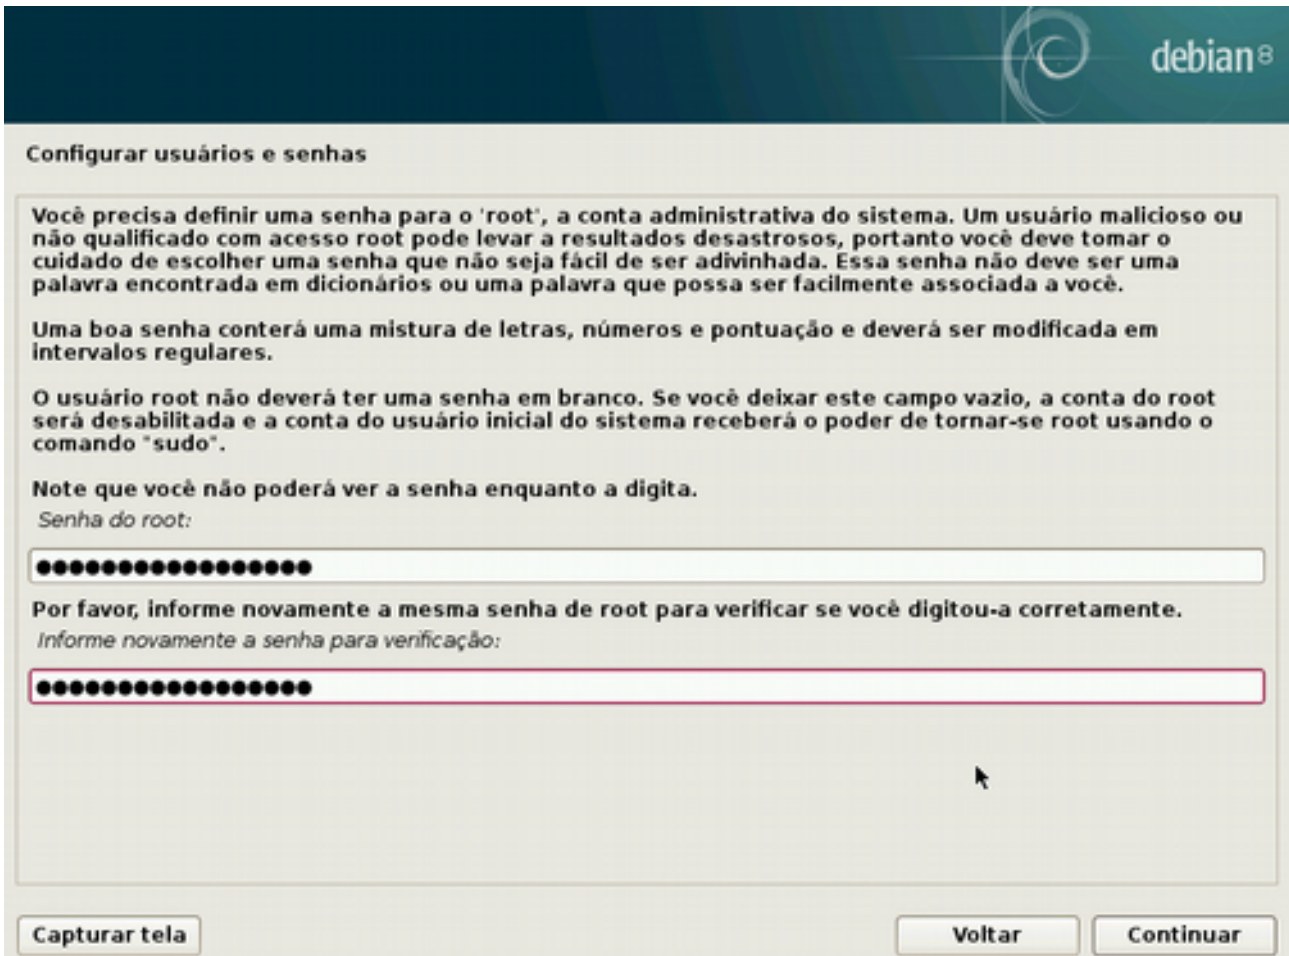 debian 8
Configurar usuários e senhas
Você precisa definir uma senha para o 'root', a conta administrativa do sistema. Um usuário malicioso ou
não qualificado com acesso root pode levar a resultados desastrosos, portanto você deve tomar o
cuidado de escolher uma senha que não seja fácil de ser adivinhada. Essa senha não deve ser uma
palavra encontrada em dicionários ou uma palavra que possa ser facilmente associada a você.
Uma boa senha conterá uma mistura de letras, números e pontuação e deverá ser modificada em
intervalos regulares.
O usuário root não deverá ter uma senha em branco. Se você deixar este campo vazio, a conta do root
será desabilitada e a conta do usuário inicial do sistema receberá o poder de tornar-se root usando o
comando "sudo".
Note que você não poderá ver a senha enquanto a digita.
Senha do root:
●●●●●●●●●●●●●●●●●
Por favor, informe novamente a mesma senha de root para verificar se você digitou-a corretamente.
Informe novamente a senha para verificação:
●●●●●●●●●●●●●●●●●
Capturar tela
Voltar
Continuar